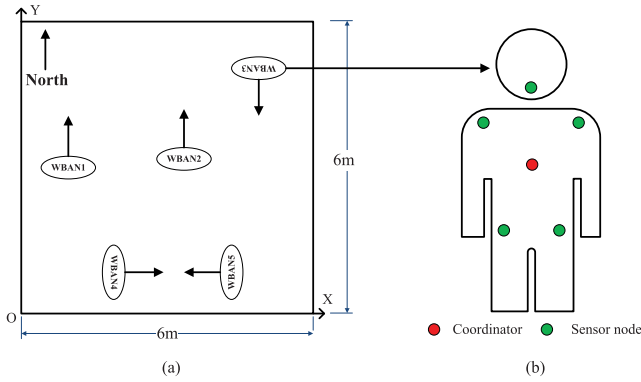 Y
North
WBAN3
WBAN1
WBAN2
6m
WBAN4
WBAN5
O
X
6m
Coordinator
Sensor node
(a)
(b)